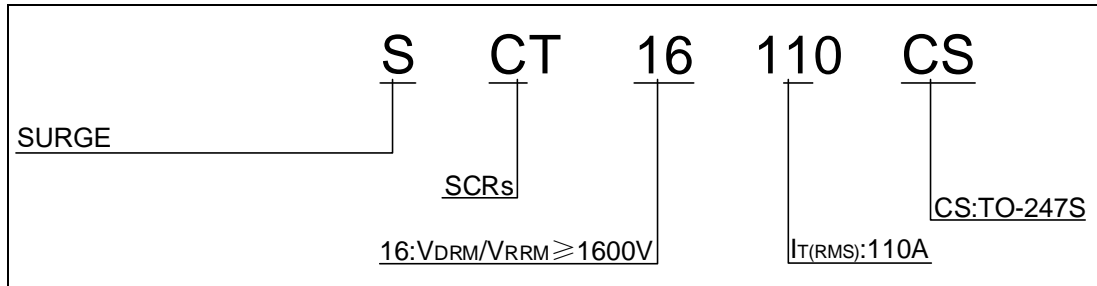 S CT 16 110 CS
SURGE
SCRs
CS:TO-247S
16:VDRM/VRRM≥1600V
IT(RMS):110A